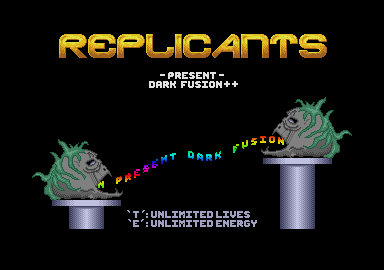 REPLICANTS
-PRESENT-
DARK FUSION++
N PRESENT DARK FUSION
`T´:UNLIMITED LIVES
`E´:UNLIMITED ENERGY